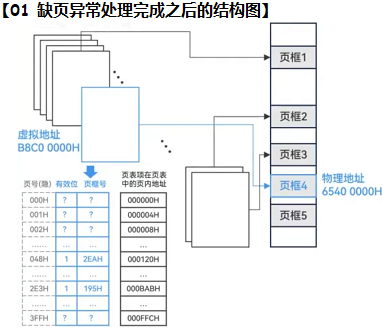 【01 缺页异常处理完成之后的结构图】
页框1
页框2
页框3
页框4
页框5
虚拟地址
B8C0 0000H
物理地址
6540 0000H
页号(隐) 有效位 页框号 页表项在页表
中的页内地址
000H ? ? 000000H
001H ? ? 000004H
002H ? ? 000008H
...... ... ... ...
048H 1 2EAH 000120H
...... ... ... ...
2E3H 1 195H 000BABH
...... ... ... ...
3FFH ? ? 000FFCH